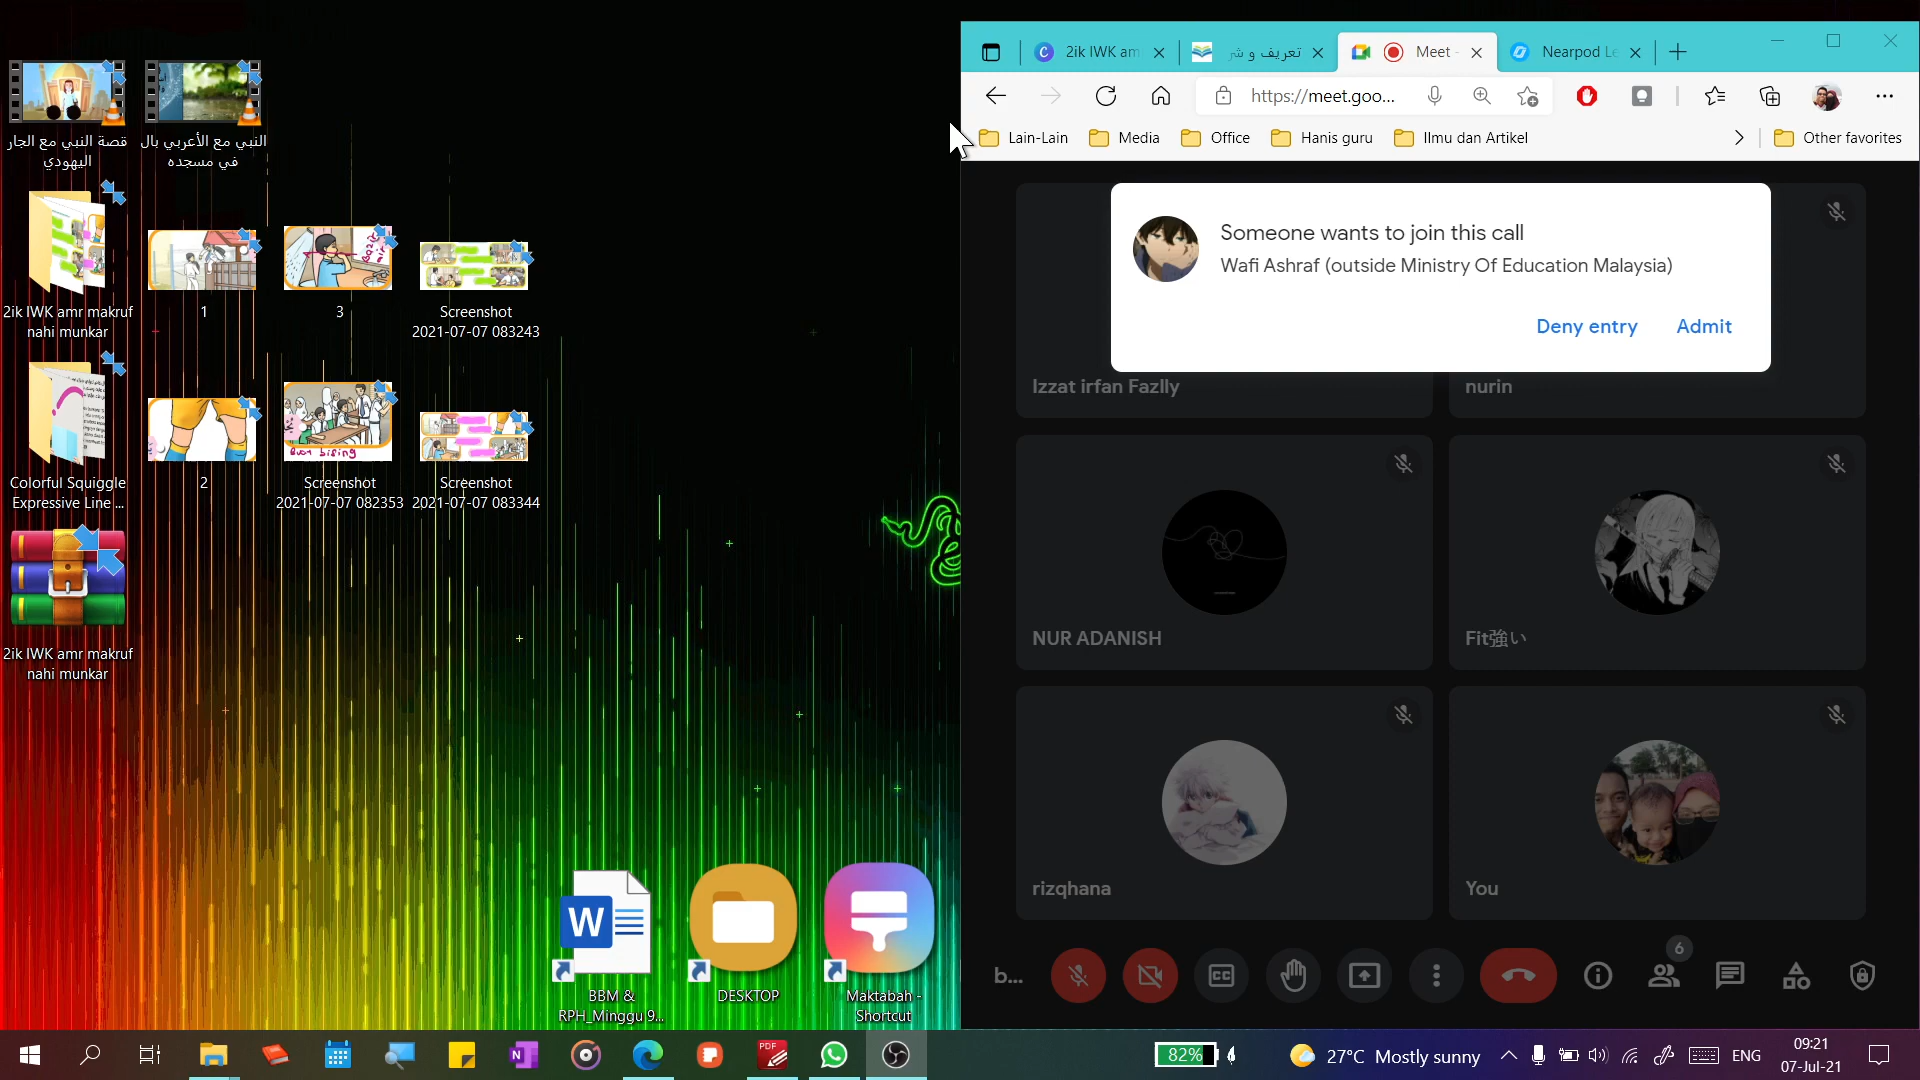 قصة النبي مع الجار
اليهودي
النبي مع الأعربي بال
في مسجده
2ik IWK amr makruf
nahi munkar
1
3
Screenshot
2021-07-07 083243
Colorful Squiggle
Expressive Line ...
2
Screenshot
2021-07-07 082353
Screenshot
2021-07-07 083344
2ik IWK amr makruf
nahi munkar
BBM &
RPH_Minggu 9...
DESKTOP
Maktabah -
Shortcut
2ik IWK am
تعريف و شر
Meet -
Nearpod Le
https://meet.goo...
Lain-Lain
Media
Office
Hanis guru
Ilmu dan Artikel
Other favorites
Someone wants to join this call
Wafi Ashraf (outside Ministry Of Education Malaysia)
Deny entry
Admit
Izzat irfan Fazlly
nurin
NUR ADANISH
Fit強い
rizqhana
You
b...
6
82%
27°C Mostly sunny
ENG
09:21
07-Jul-21